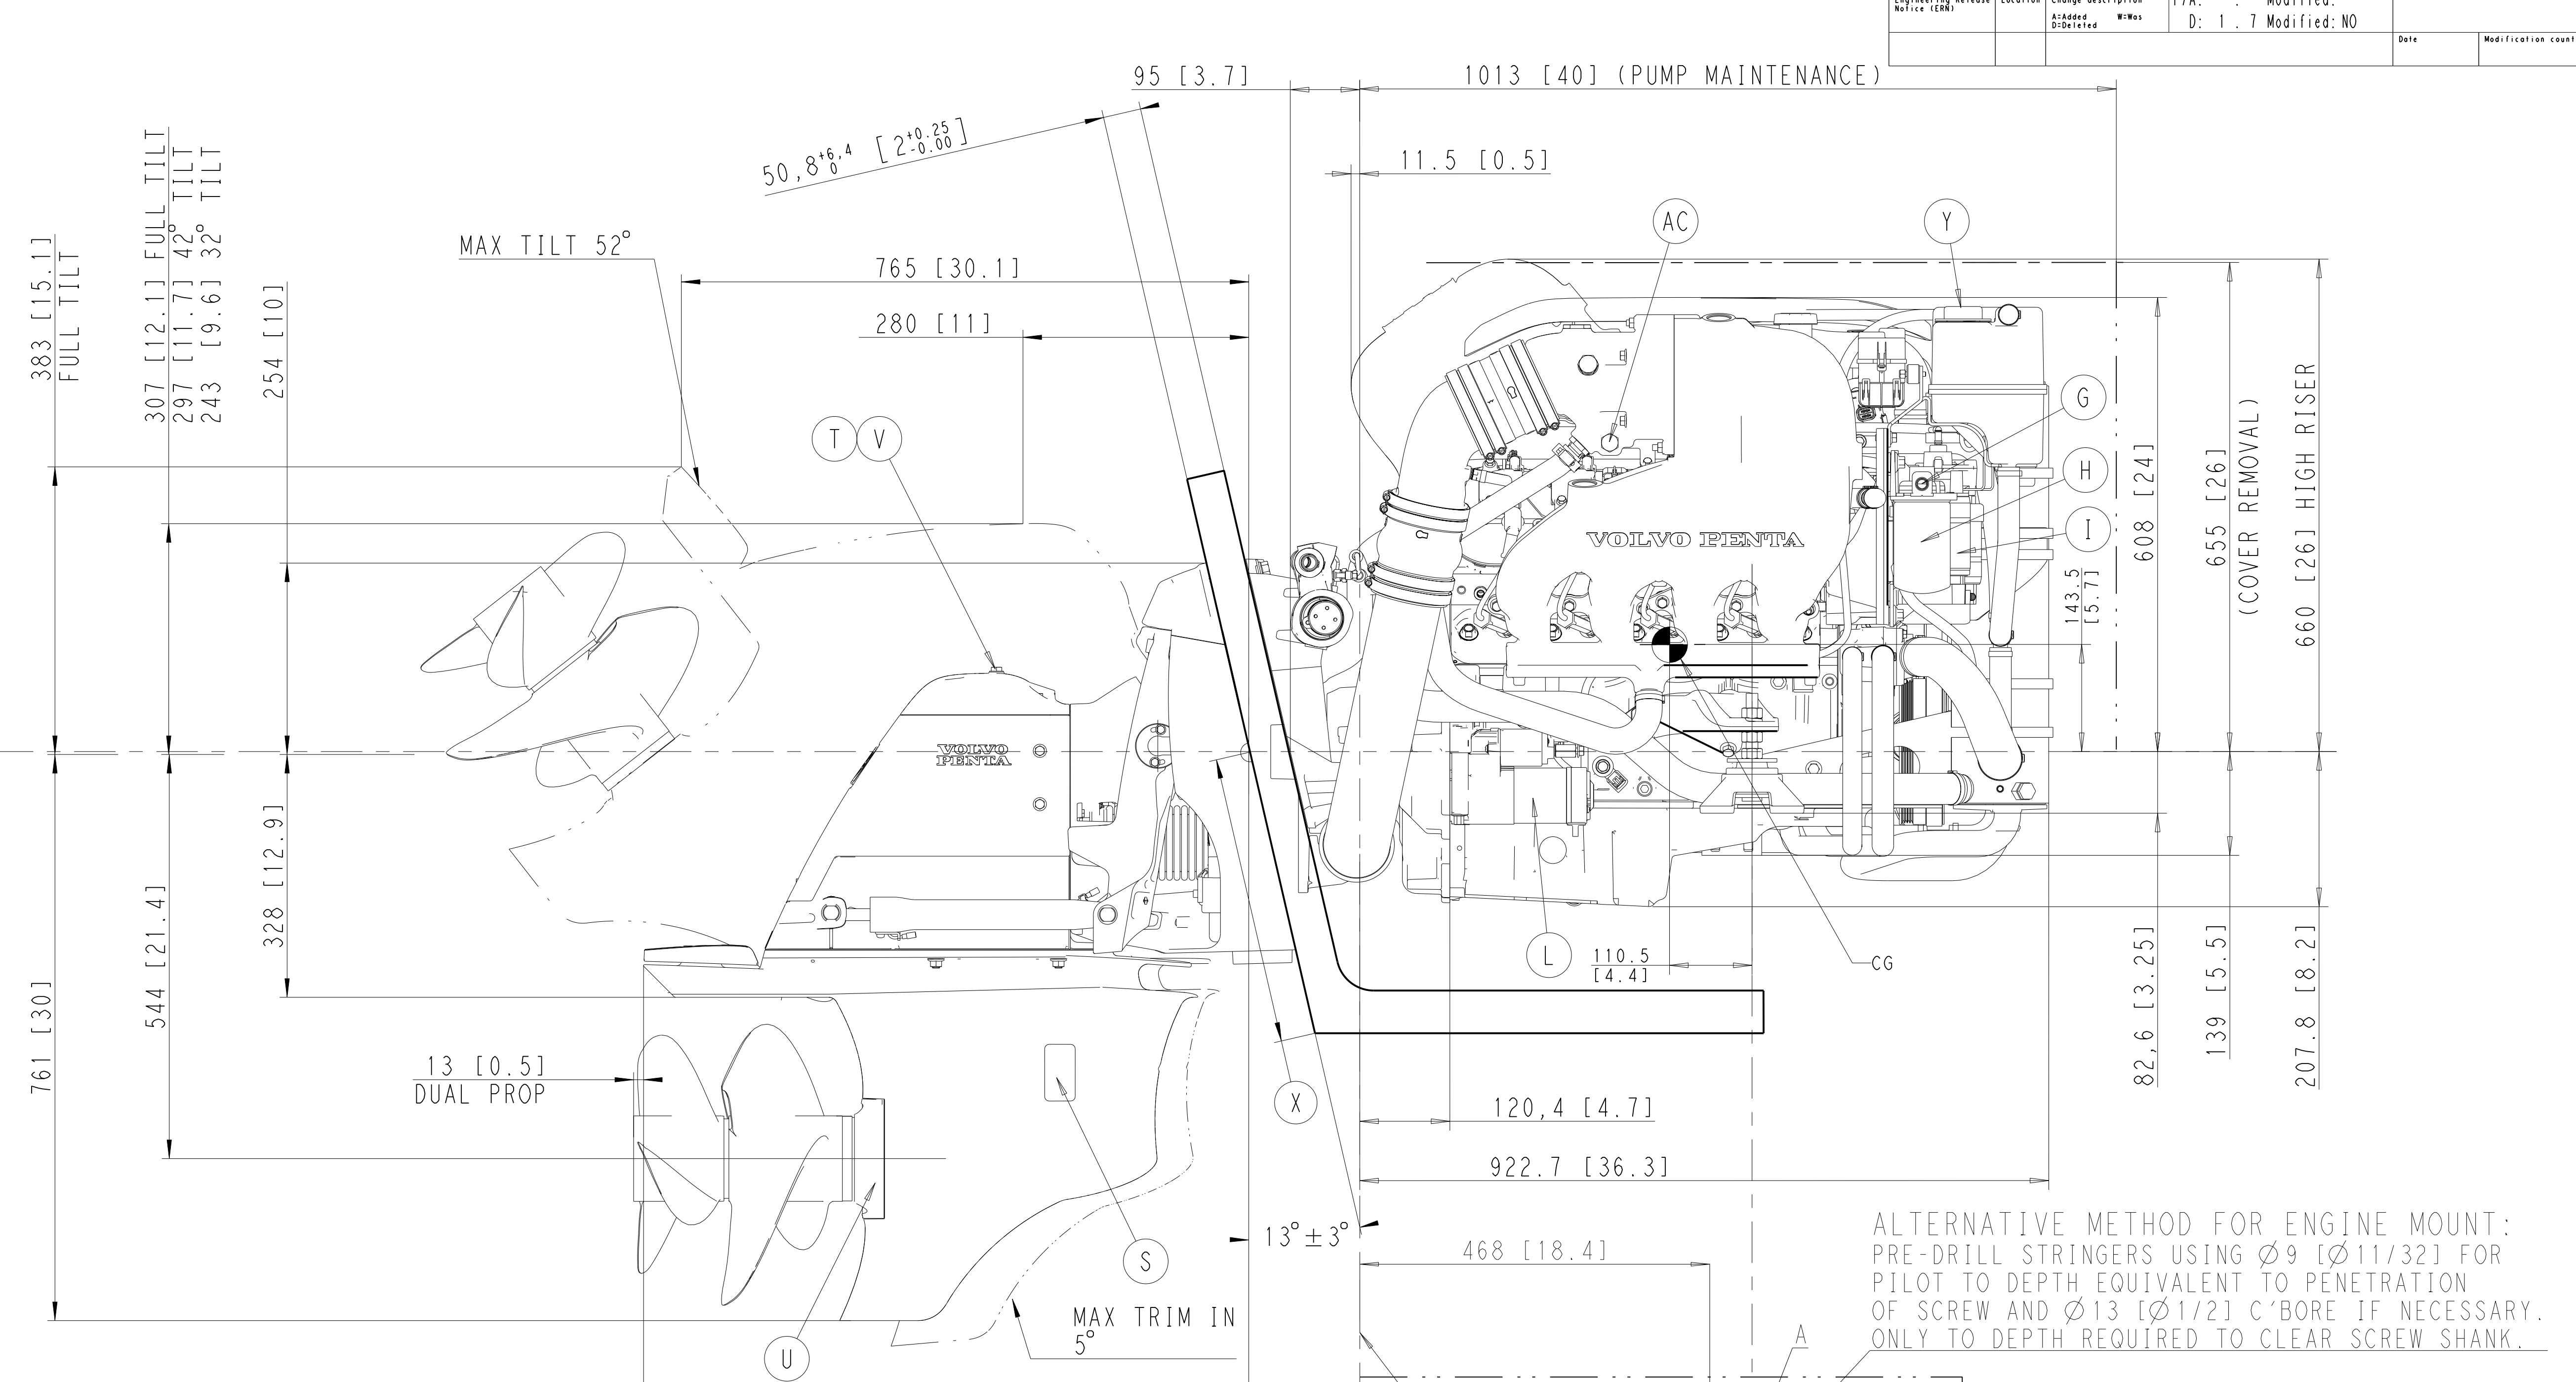 Engineering Release
Notice (ERN)
Location
Change description
A=Added W=Was
D=Deleted
P/A: . Modified:
D: 1 . 7 Modified: NO
Date
Modification count
95 [3.7]
1013 [40] (PUMP MAINTENANCE)
50,8 +6,4 0 [2 +0.25 -0.00]
11.5 [0.5]
MAX TILT 52°
765 [30.1]
280 [11]
383 [15.1]
FULL TILT
307 [12.1] FULL TILT
297 [11.7] 42° TILT
243 [9.6] 32° TILT
254 [10]
AC
Y
T
V
G
H
I
VOLVO PENTA
608 [24]
655 [26]
(COVER REMOVAL)
660 [26] HIGH RISER
143.5
[5.7]
VOLVO
PENTA
761 [30]
544 [21.4]
328 [12.9]
L
110.5
[4.4]
CG
82,6 [3.25]
139 [5.5]
207.8 [8.2]
13 [0.5]
DUAL PROP
X
120,4 [4.7]
922.7 [36.3]
13°±3°
468 [18.4]
S
U
MAX TRIM IN
5°
A
ALTERNATIVE METHOD FOR ENGINE MOUNT:
PRE-DRILL STRINGERS USING Ø9 [Ø11/32] FOR
PILOT TO DEPTH EQUIVALENT TO PENETRATION
OF SCREW AND Ø13 [Ø1/2] C'BORE IF NECESSARY.
ONLY TO DEPTH REQUIRED TO CLEAR SCREW SHANK.